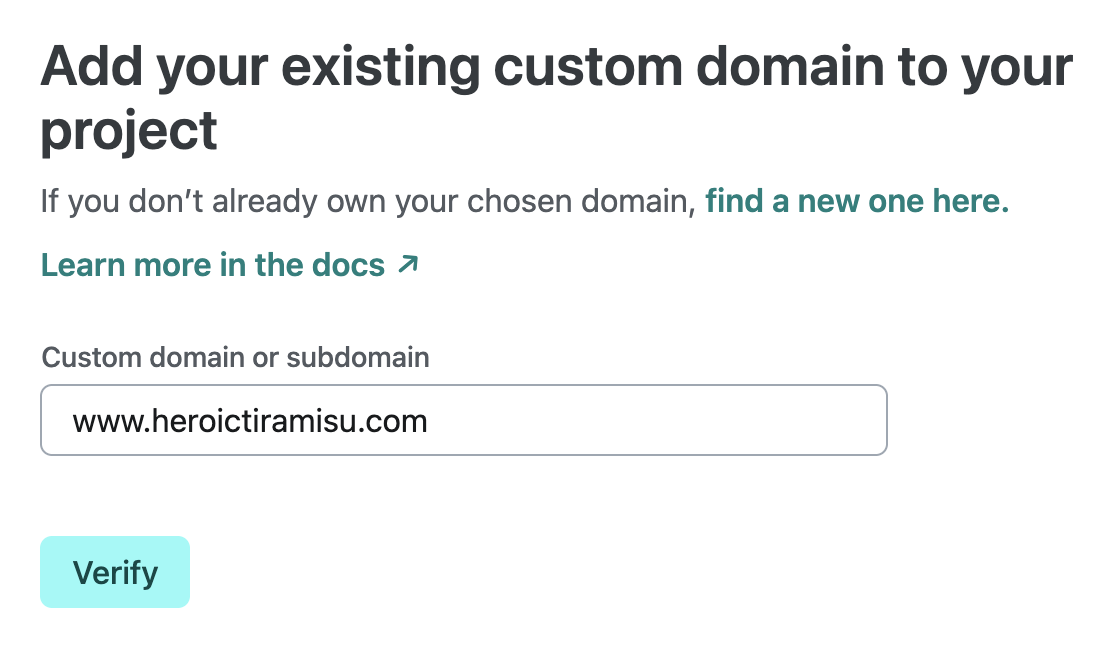 Add your existing custom domain to your
project
If you don’t already own your chosen domain, find a new one here.
Learn more in the docs ↗
Custom domain or subdomain
www.heroictiramisu.com
Verify